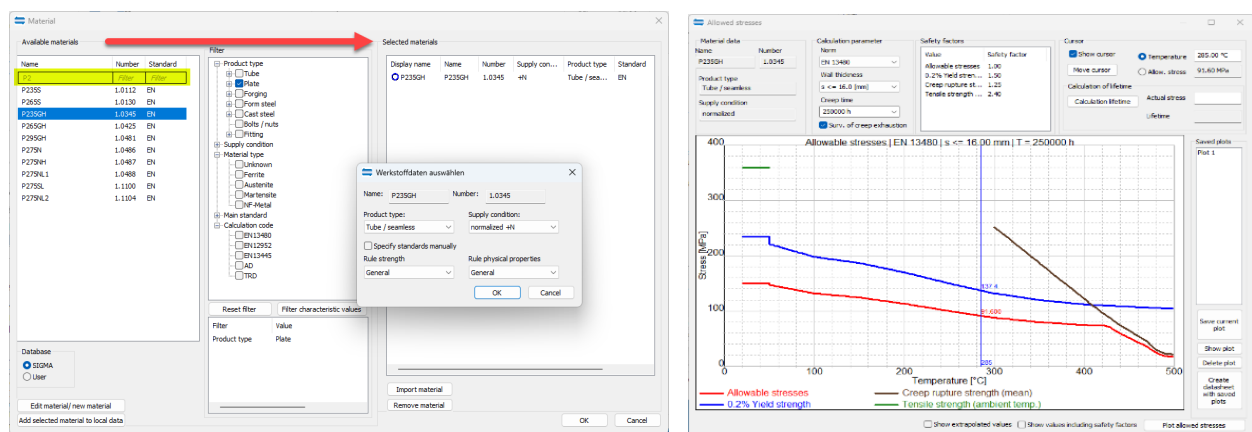 Material
Available materials
Name Number Standard
P2 Filter Filter
P235S 1.0112 EN
P265S 1.0130 EN
P235GH 1.0345 EN
P265GH 1.0425 EN
P295GH 1.0481 EN
P275N 1.0486 EN
P275NH 1.0487 EN
P275NL1 1.0488 EN
P275SL 1.1100 EN
P275NL2 1.1104 EN
Database
SIGMA
User
Edit material/ new material
Add selected material to local data
Filter
Product type
Tube
Plate
Forging
Form steel
Cast steel
Bolts / nuts
Fitting
Supply condition
Material type
Unknown
Ferrite
Austenite
Martensite
NF-Metal
Main standard
Calculation code
EN13480
EN12952
EN13445
AD
TRD
Reset filter Filter characteristic values
Filter Value
Product type Plate
Selected materials
Display name Name Number Supply con... Product type Standard
P235GH P235GH 1.0345 +N Tube / sea... EN
Import material
Remove material
OK Cancel
Werkstoffdaten auswählen
Name: P235GH Number: 1.0345
Product type: Supply condition:
Tube / seamless normalized +N
Specify standards manually
Rule strength Rule physical properties
General General
OK Cancel
Allowed stresses
Material data
Name Number
P235GH 1.0345
Product type
Tube / seamless
Supply condition
normalized
Calculation parameter
Norm
EN 13480
Wall thickness
s <= 16.0 [mm]
Creep time
250000 h
Surv. of creep exhaustion
Safety factors
Value Safety factor
Allowable stresses 1.00
0.2% Yield stren... 1.50
Creep rupture st... 1.25
Tensile strength ... 2.40
Cursor
Show cursor Temperature 285.00 °C
Move cursor Allow. stress 91.60 MPa
Calculation of lifetime
Calculation lifetime Actual stress
Lifetime
Allowable stresses | EN 13480 | s <= 16.00 mm | T = 250000 h
400
300
200
100
0
Stress [MPa]
137.4
91.600
285
100 200 300 400 500
Temperature [°C]
Allowable stresses Creep rupture strength (mean)
0.2% Yield strength Tensile strength (ambient temp.)
Saved plots
Plot 1
Save current
plot
Show plot
Delete plot
Create
datasheet
with saved
plots
Show extrapolated values Show values including safety factors Plot allowed stresses